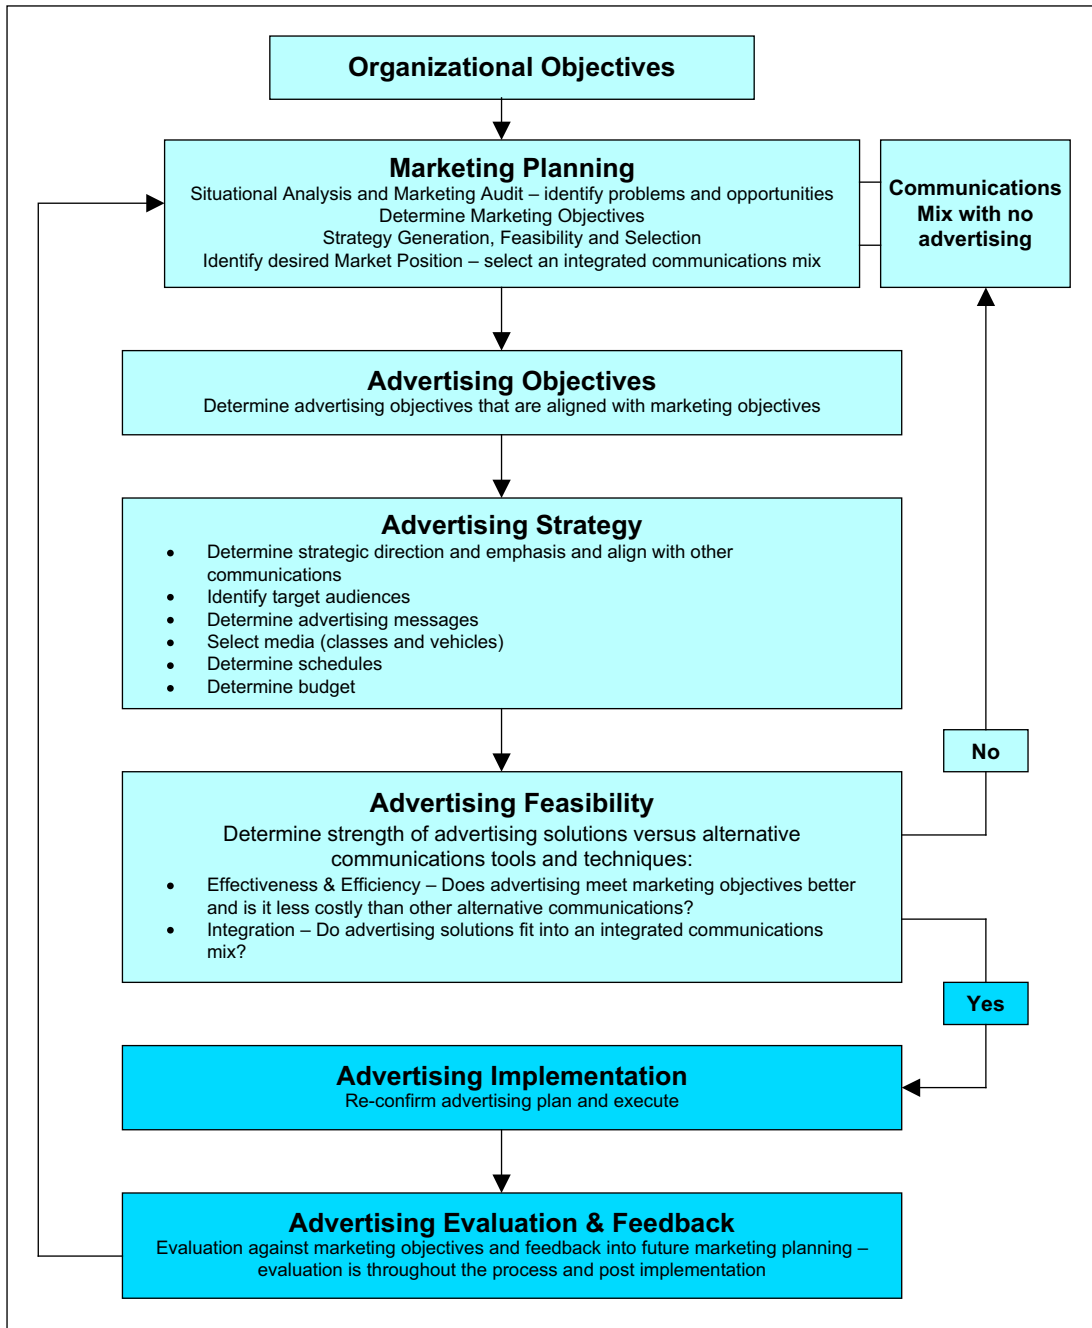 Organizational Objectives
Marketing Planning
Situational Analysis and Marketing Audit – identify problems and opportunities
Determine Marketing Objectives
Strategy Generation, Feasibility and Selection
Identify desired Market Position – select an integrated communications mix
Communications
Mix with no
advertising
Advertising Objectives
Determine advertising objectives that are aligned with marketing objectives
Advertising Strategy
• Determine strategic direction and emphasis and align with other
communications
• Identify target audiences
• Determine advertising messages
• Select media (classes and vehicles)
• Determine schedules
• Determine budget
No
Advertising Feasibility
Determine strength of advertising solutions versus alternative
communications tools and techniques:
• Effectiveness & Efficiency – Does advertising meet marketing objectives better
and is it less costly than other alternative communications?
• Integration – Do advertising solutions fit into an integrated communications
mix?
Yes
Advertising Implementation
Re-confirm advertising plan and execute
Advertising Evaluation & Feedback
Evaluation against marketing objectives and feedback into future marketing planning –
evaluation is throughout the process and post implementation